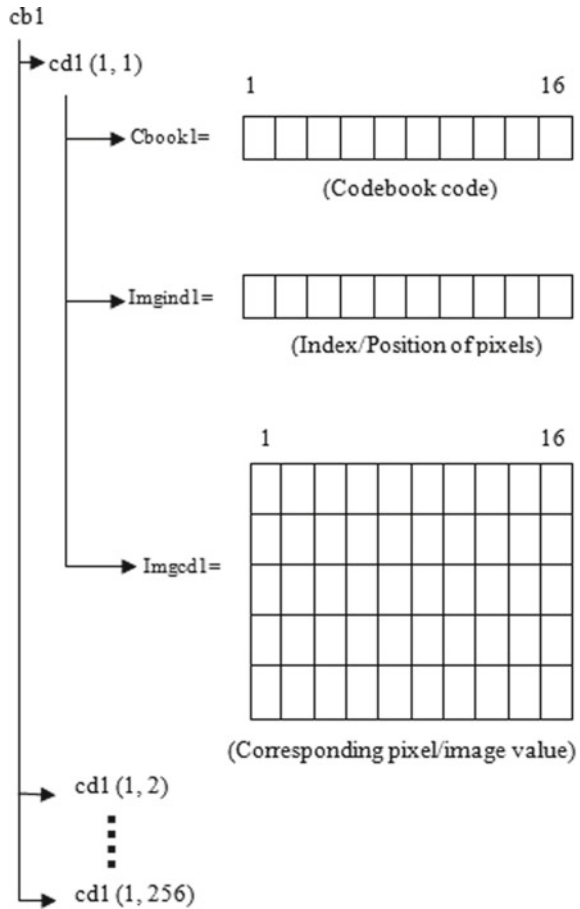 cb1
cd1 (1, 1)
1 16
Cbook1=
(Codebook code)
Imgind1=
(Index/Position of pixels)
1 16
Imgcd1=
(Corresponding pixel/image value)
cd1 (1, 2)
cd1 (1, 256)